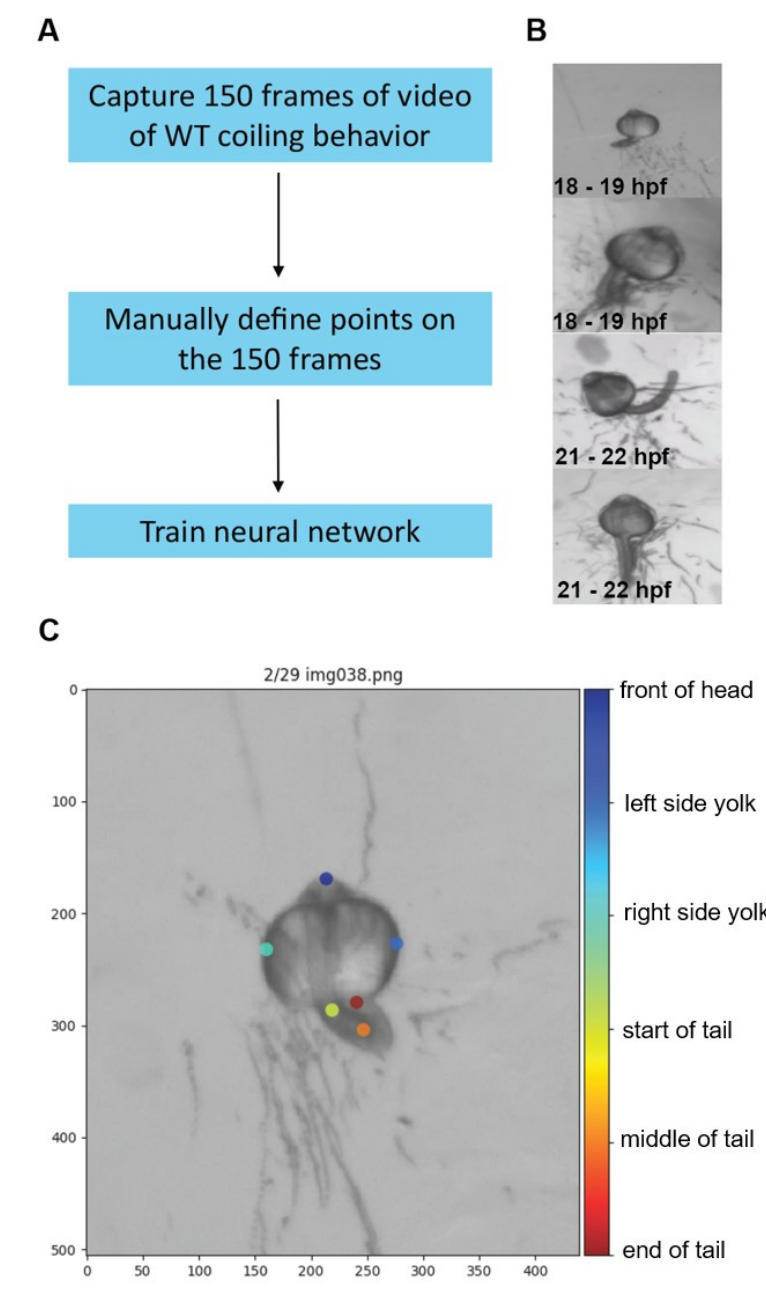 A
B
Capture 150 frames of video
of WT coiling behavior
Manually define points on
the 150 frames
Train neural network
18 - 19 hpf
18 - 19 hpf
21 - 22 hpf
21 - 22 hpf
C
2/29 img038.png
0
100
200
300
400
500
0
50
100
150
200
250
300
350
400
front of head
left side yolk
right side yolk
start of tail
middle of tail
end of tail